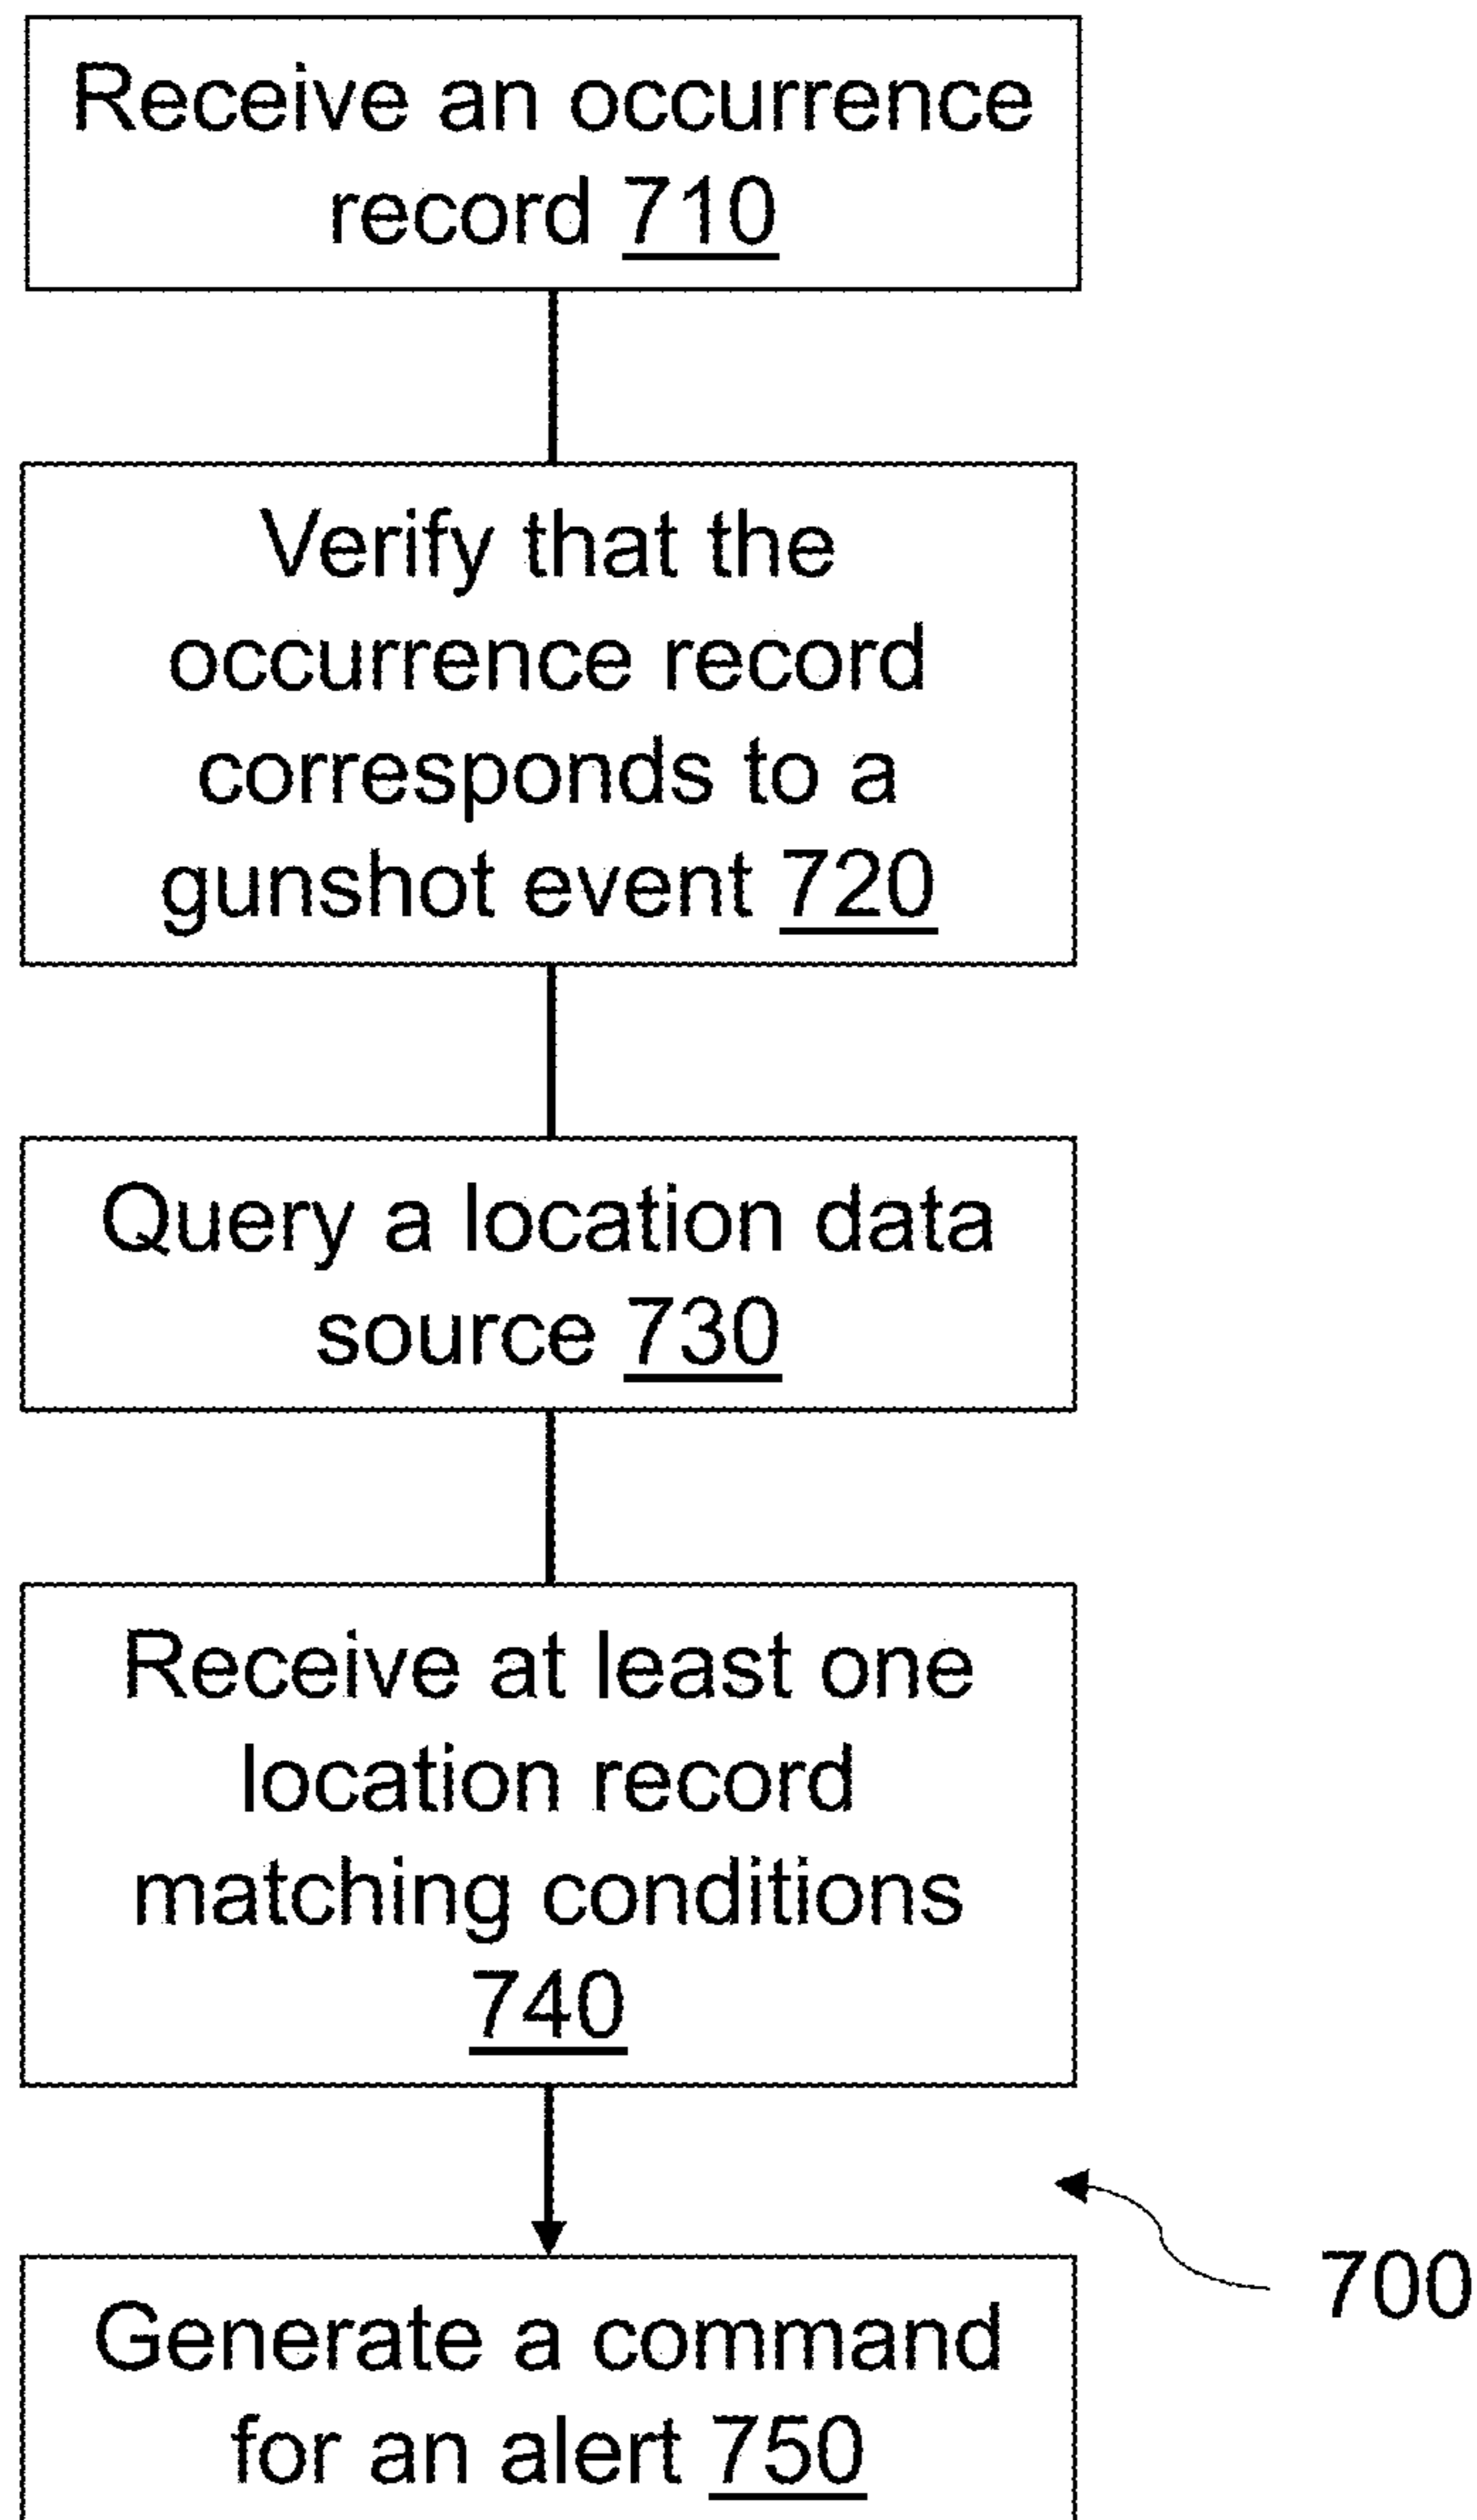 Receive an occurrence
record 710
Verify that the
occurrence record
corresponds to a
gunshot event 720
Query a location data
source 730
Receive at least one
location record
matching conditions
740
700
Generate a command
for an alert 750